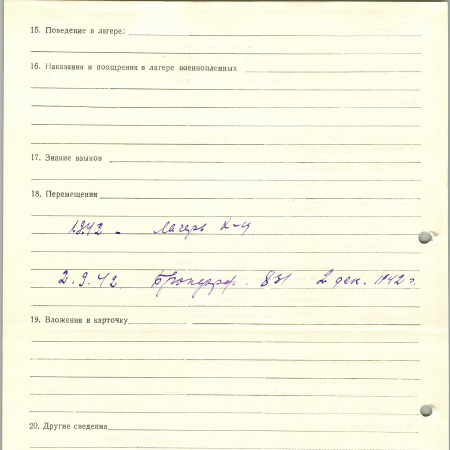 15. Поведение в лагере:
16. Наказания и поощрения в лагере военнопленных
17. Знание языков
18. Перемещения
1942 - лагерь
2.9.42 831 2 дек. 1942 г.
19. Вложения в карточку
20. Другие сведения